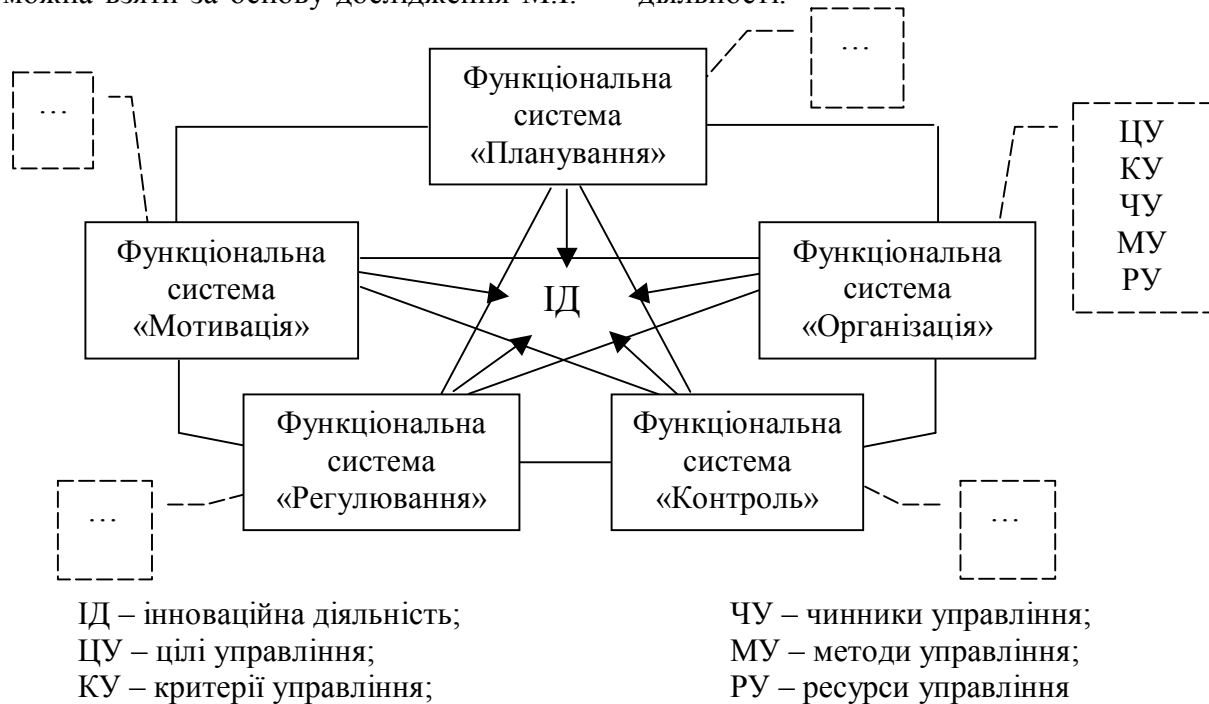 можна взяти за основу дослідження М.І.
діяльності.
...
Функціональна
система
«Планування»
...
ЦУ
КУ
ЧУ
МУ
РУ
Функціональна
система
«Мотивація»
ІД
Функціональна
система
«Організація»
Функціональна
система
«Регулювання»
Функціональна
система
«Контроль»
...
...
ІД – інноваційна діяльність;
ЦУ – цілі управління;
КУ – критерії управління;
ЧУ – чинники управління;
МУ – методи управління;
РУ – ресурси управління